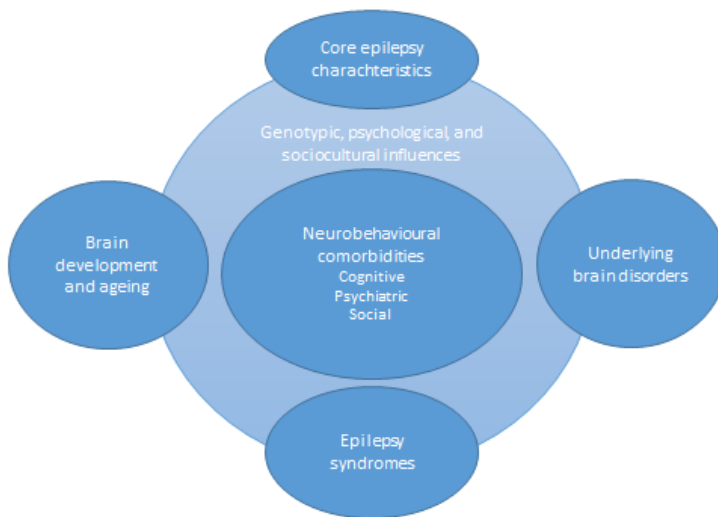 Core epilepsy
charachteristics
Genotypic, psychological, and
sociocultural influences
Brain
development
and ageing
Neurobehavioural
comorbidities
Cognitive
Psychiatric
Social
Underlying
brain disorders
Epilepsy
syndromes